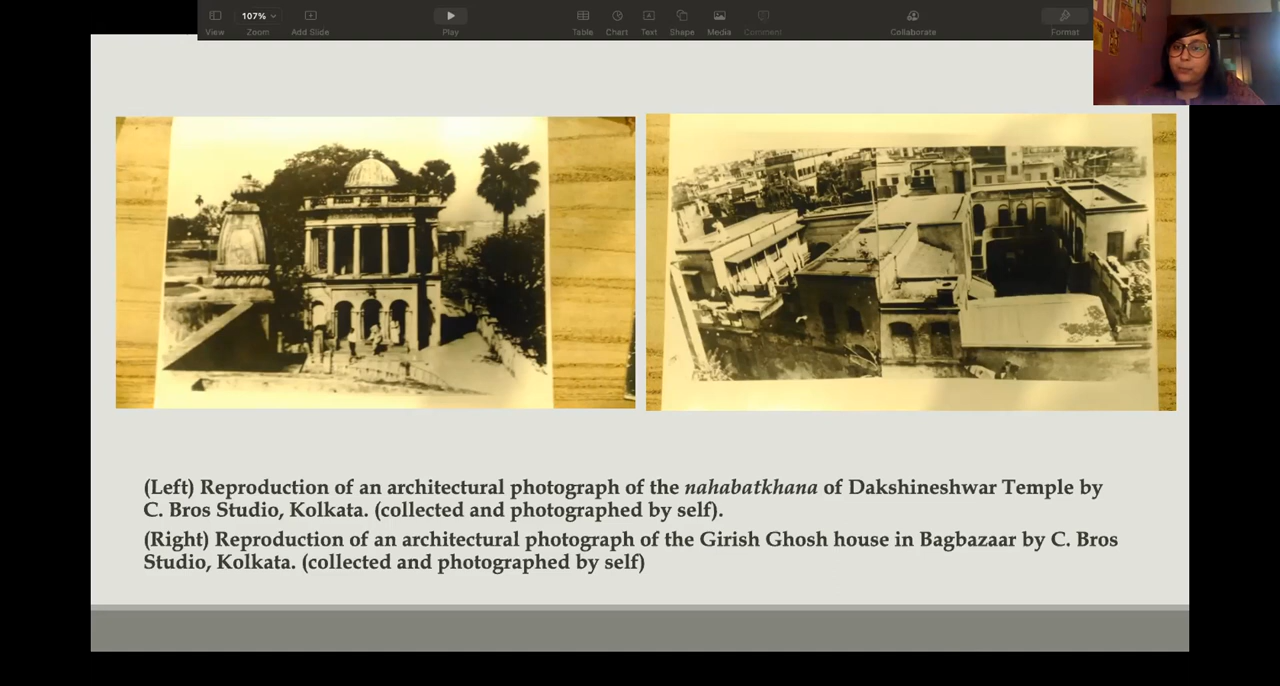 107%
View
Zoom
Add Slide
Play
Table
Chart
Text
Shape
Media
Comment
Collaborate
Format
(Left) Reproduction of an architectural photograph of the nahabatkhana of Dakshineshwar Temple by
C. Bros Studio, Kolkata. (collected and photographed by self).
(Right) Reproduction of an architectural photograph of the Girish Ghosh house in Bagbazaar by C. Bros
Studio, Kolkata. (collected and photographed by self)